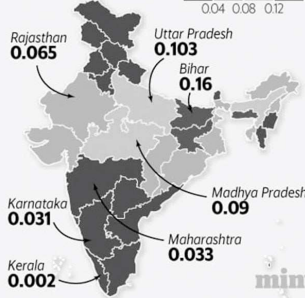 0.04 0.08 0.12
Rajasthan
0.065
Uttar Pradesh
0.103
Bihar
0.16
Madhya Pradesh
0.09
Karnataka
0.031
Maharashtra
0.033
Kerala
0.002